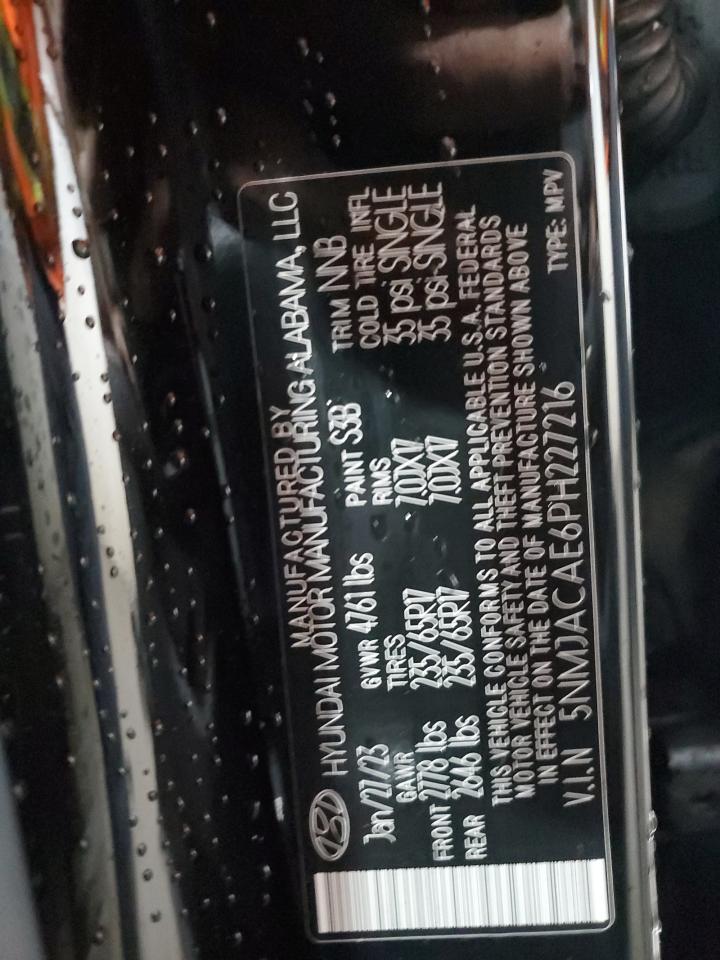 MANUFACTURED BY
HYUNDAI MOTOR MANUFACTURING ALABAMA, LLC
Jan/27/23 GVWR 4761 lbs PAINT S3B TRIM NNB
GAWR TIRES RIMS COLD TIRE INFL
FRONT 2778 lbs 235/65R17 7.0JX17 35 psi SINGLE
REAR 2646 lbs 235/65R17 7.0JX17 35 psi SINGLE
THIS VEHICLE CONFORMS TO ALL APPLICABLE U.S.A. FEDERAL
MOTOR VEHICLE SAFETY AND THEFT PREVENTION STANDARDS
IN EFFECT ON THE DATE OF MANUFACTURE SHOWN ABOVE
V.I.N 5NMJACAE6PH227216 TYPE: MPV